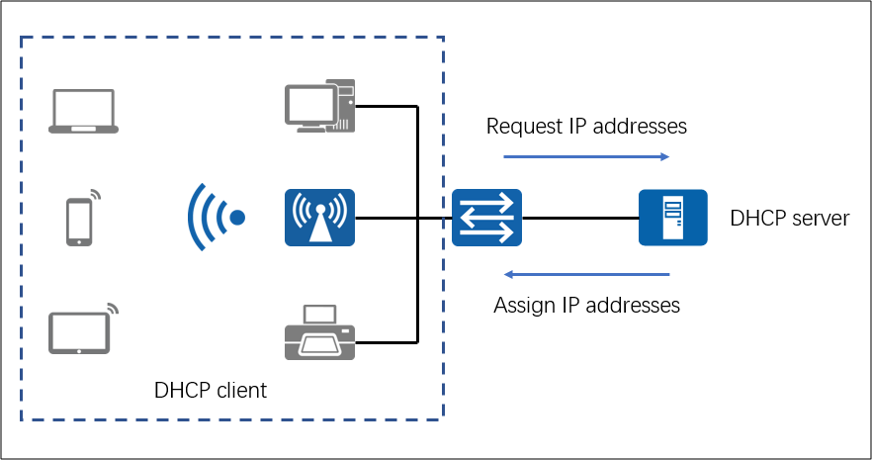 Request IP addresses
DHCP server
Assign IP addresses
DHCP client